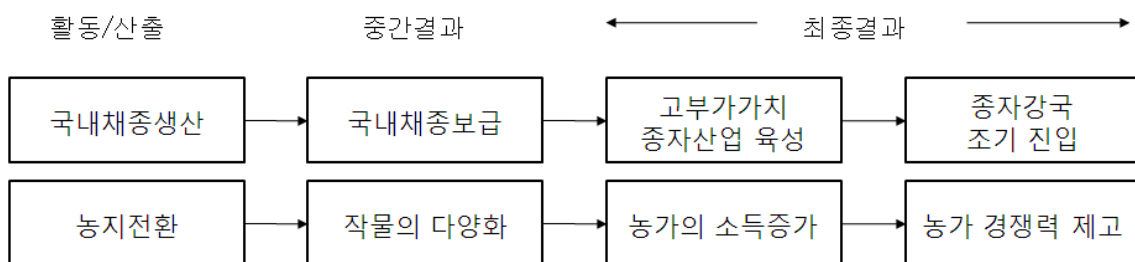 활동/산출
중간결과
최종결과
국내채종생산
국내채종보급
고부가가치
종자산업 육성
종자강국
조기 진입
농지전환
작물의 다양화
농가의 소득증가
농가 경쟁력 제고